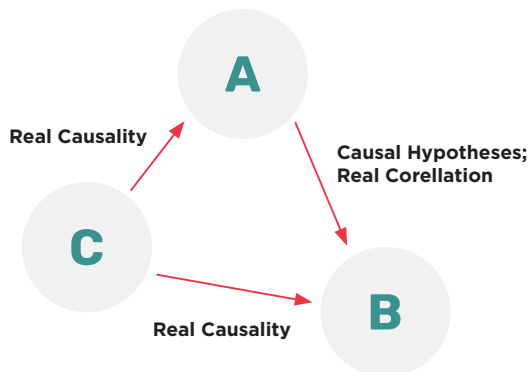 A
Real Causality
Causal Hypotheses;
Real Corellation
C
B
Real Causality